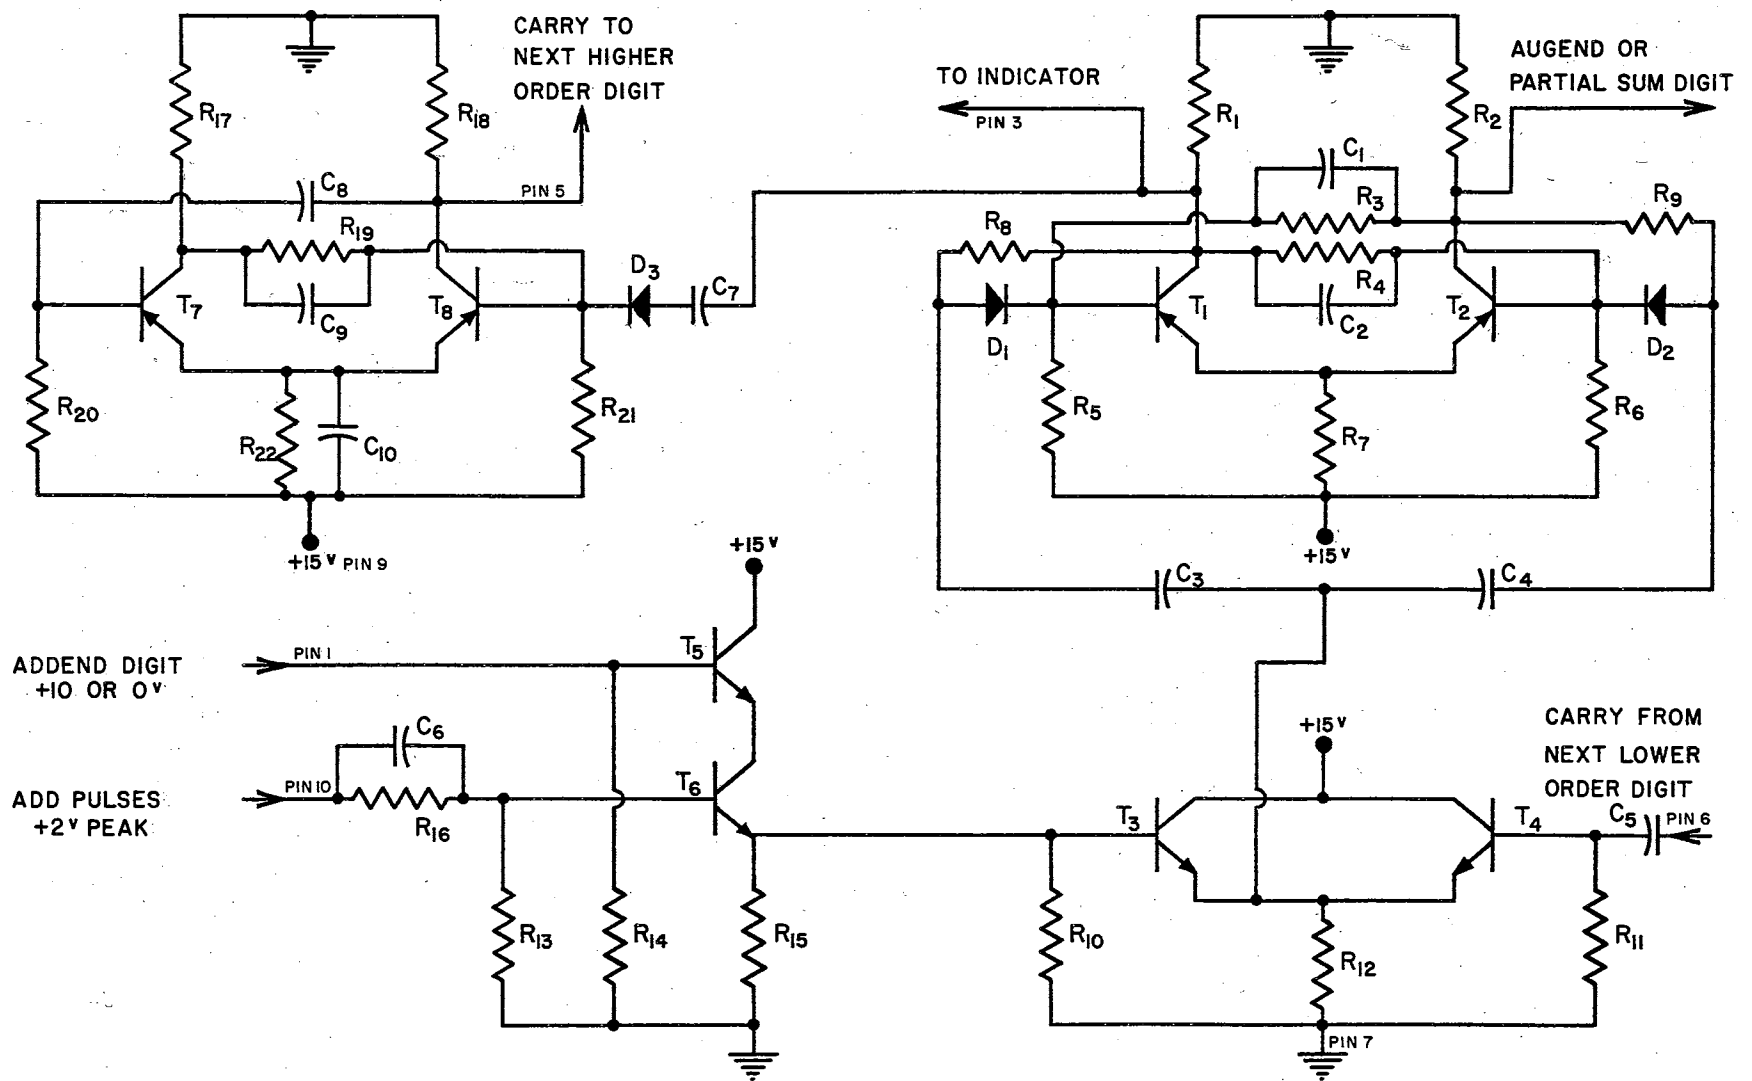 CARRY TO
NEXT HIGHER
ORDER DIGIT
TO INDICATOR
PIN 3
AUGEND OR
PARTIAL SUM DIGIT
R17
R18
R1
R2
C8
PIN 5
C1
R3
R9
R19
R8
D3
C7
R4
T7
C9
T8
T1
C2
T2
D1
D2
R20
R22
C10
R21
R5
R7
R6
+15V PIN 9
+15V
+15V
C3
C4
ADDEND DIGIT
+10 OR 0V
PIN 1
T5
C6
ADD PULSES
+2V PEAK
PIN 10
R16
T6
+15V
CARRY FROM
NEXT LOWER
ORDER DIGIT
T3
T4
C5
PIN 6
R13
R14
R15
R10
R12
R11
PIN 7